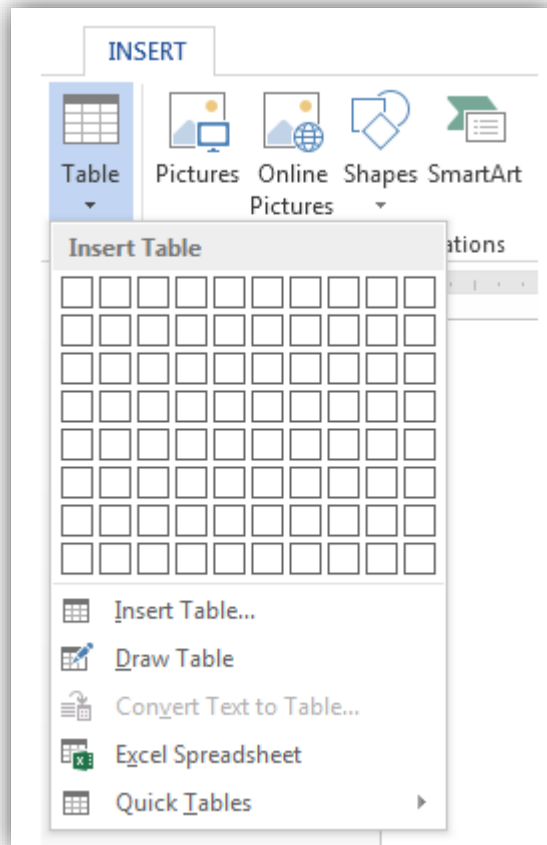 INSERT
Table Pictures Online Shapes SmartArt
Pictures
ations
Insert Table
Insert Table...
Draw Table
Convert Text to Table...
Excel Spreadsheet
Quick Tables